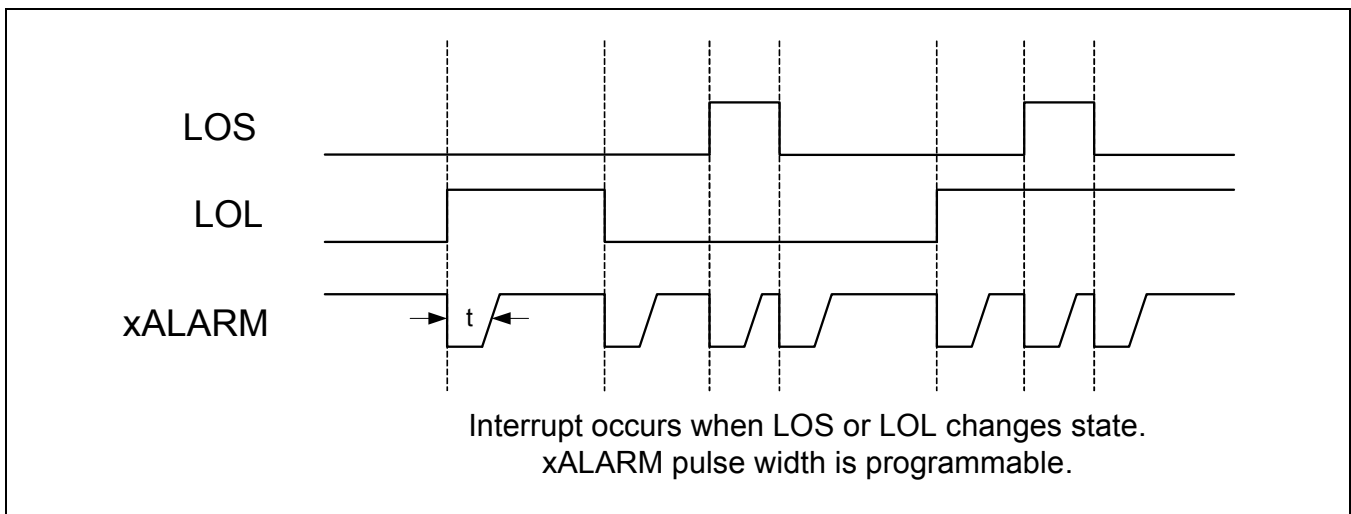 LOS
LOL
xALARM
t
Interrupt occurs when LOS or LOL changes state.
xALARM pulse width is programmable.